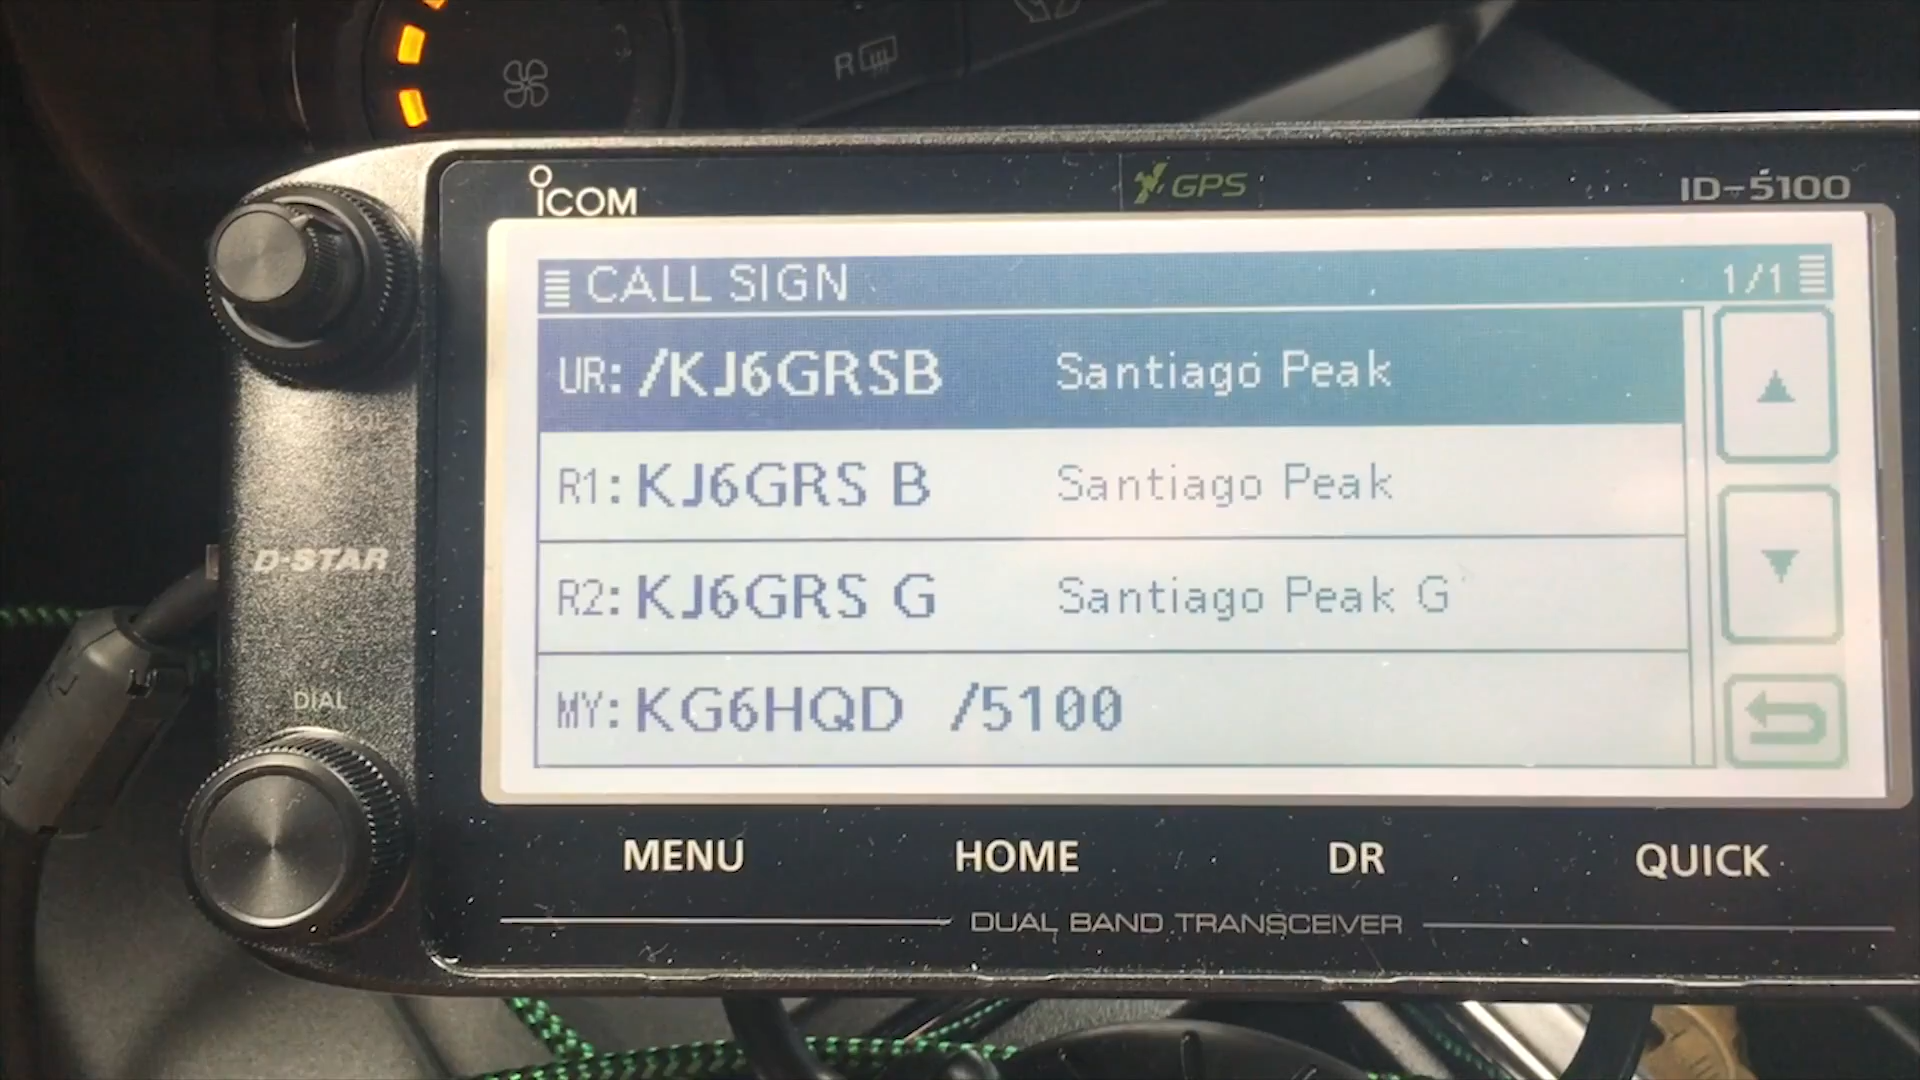 R
ICOM
GPS
ID-5100
CALL SIGN 1/1
UR: /KJ6GRSB Santiago Peak
R1: KJ6GRS B Santiago Peak
R2: KJ6GRS G Santiago Peak G
MY: KG6HQD /5100
D-STAR
DIAL
MENU HOME DR QUICK
DUAL BAND TRANSCEIVER